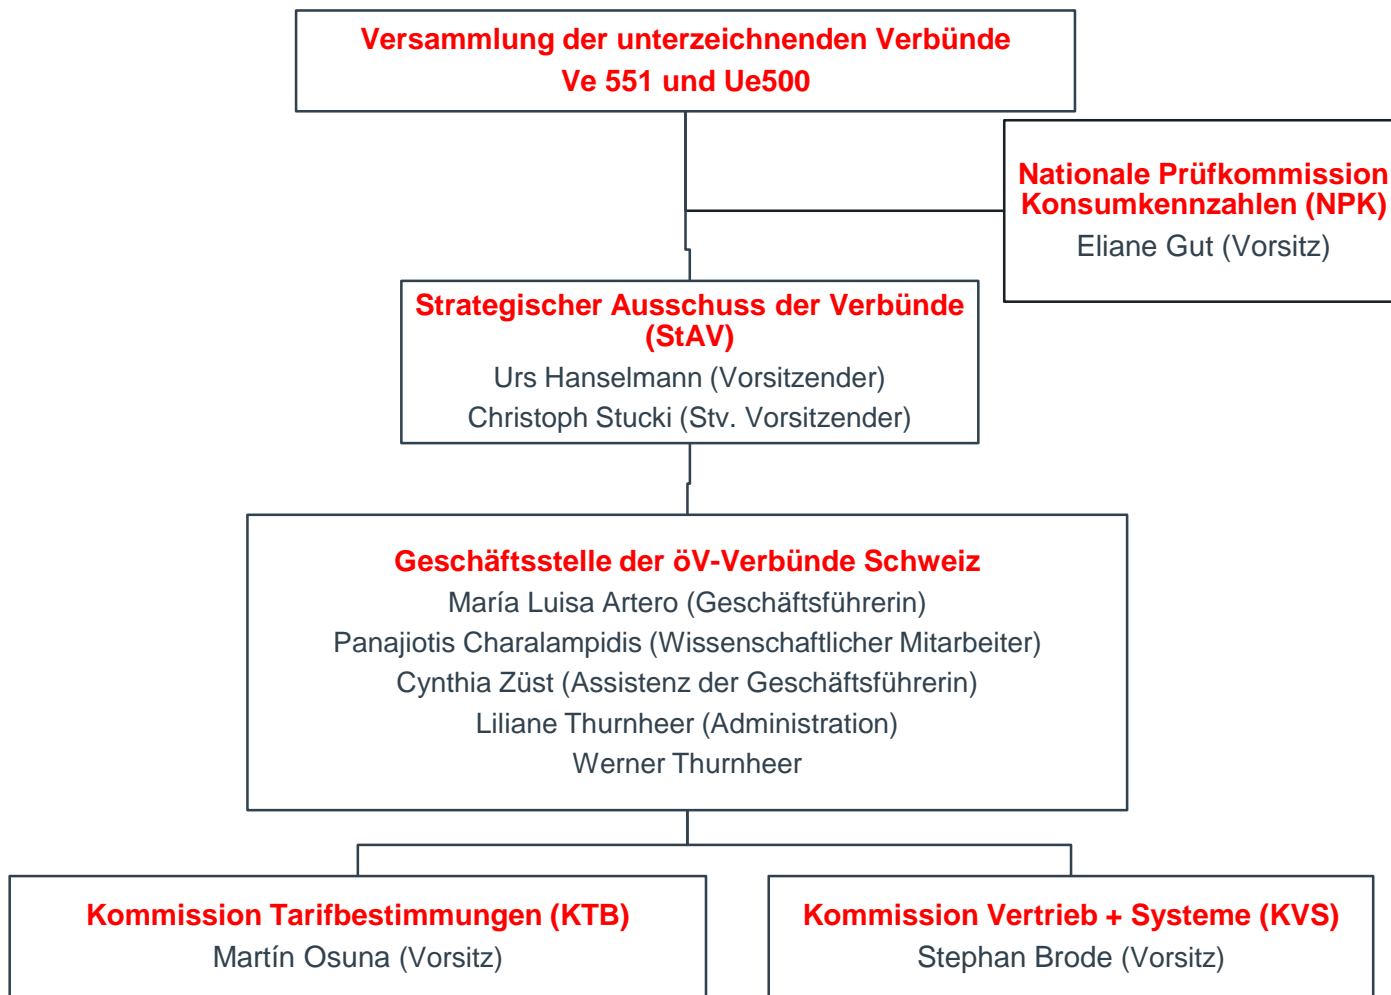 Versammlung der unterzeichnenden Verbünde
Ve 551 und Ue500
Nationale Prüfkommission
Konsumkennzahlen (NPK)
Eliane Gut (Vorsitz)
Strategischer Ausschuss der Verbünde
(StAV)
Urs Hanselmann (Vorsitzender)
Christoph Stucki (Stv. Vorsitzender)
Geschäftsstelle der öV-Verbünde Schweiz
María Luisa Artero (Geschäftsführerin)
Panajiotis Charalampidis (Wissenschaftlicher Mitarbeiter)
Cynthia Züst (Assistenz der Geschäftsführerin)
Liliane Thurnheer (Administration)
Werner Thurnheer
Kommission Tarifbestimmungen (KTB)
Martín Osuna (Vorsitz)
Kommission Vertrieb + Systeme (KVS)
Stephan Brode (Vorsitz)